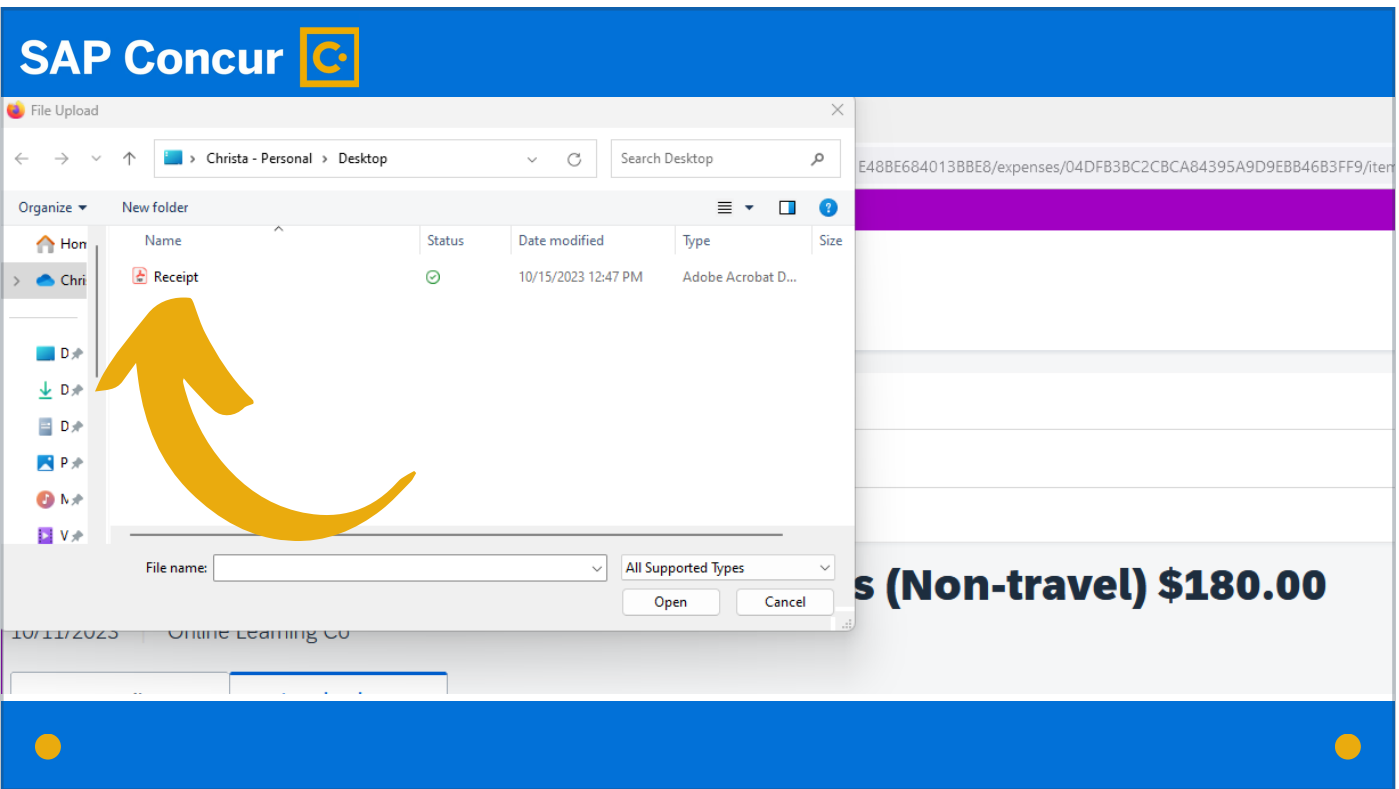 SAP Concur C
File Upload
Christa - Personal > Desktop
Search Desktop
E48BE684013BBE8/expenses/04DFB3BC2CBCA84395A9D9EBB46B3FF9/item
Organize
New folder
?
Hom
Chri
Name
Status
Date modified
Type
Size
Receipt
10/15/2023 12:47 PM
Adobe Acrobat D...
D
D
D
P
M
V
File name:
All Supported Types
Open
Cancel
s (Non-travel) $180.00
10/11/2023
Online Learning Co